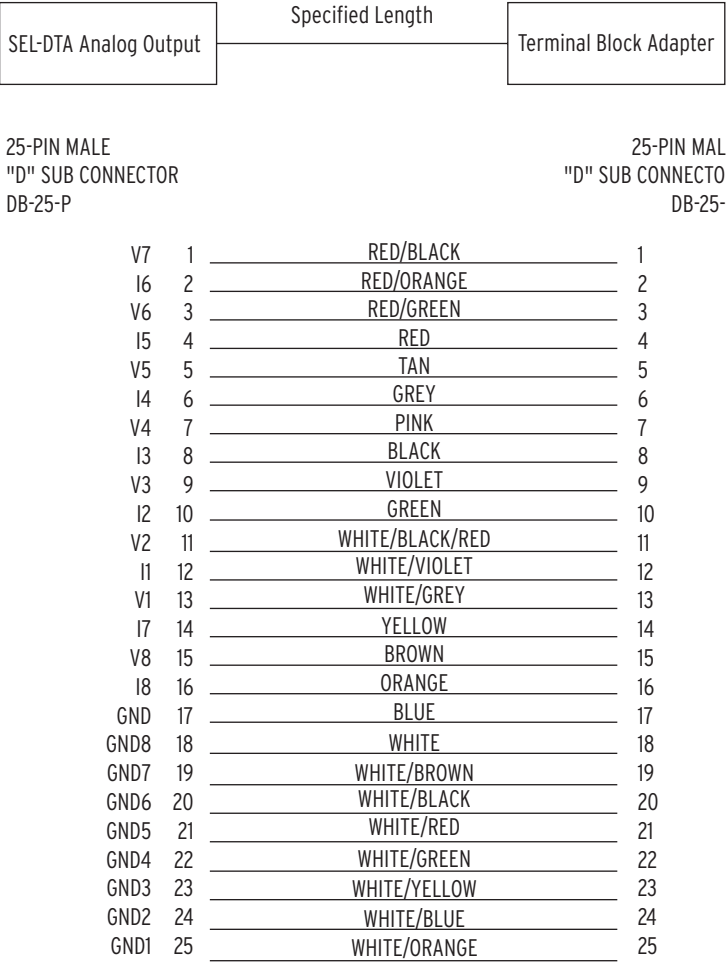 Specified Length
SEL-DTA Analog Output
Terminal Block Adapter
25-PIN MALE
"D" SUB CONNECTOR
DB-25-P
25-PIN MAL
"D" SUB CONNECTO
DB-25-
V7 1 RED/BLACK 1
I6 2 RED/ORANGE 2
V6 3 RED/GREEN 3
I5 4 RED 4
V5 5 TAN 5
I4 6 GREY 6
V4 7 PINK 7
I3 8 BLACK 8
V3 9 VIOLET 9
I2 10 GREEN 10
V2 11 WHITE/BLACK/RED 11
I1 12 WHITE/VIOLET 12
V1 13 WHITE/GREY 13
I7 14 YELLOW 14
V8 15 BROWN 15
I8 16 ORANGE 16
GND 17 BLUE 17
GND8 18 WHITE 18
GND7 19 WHITE/BROWN 19
GND6 20 WHITE/BLACK 20
GND5 21 WHITE/RED 21
GND4 22 WHITE/GREEN 22
GND3 23 WHITE/YELLOW 23
GND2 24 WHITE/BLUE 24
GND1 25 WHITE/ORANGE 25